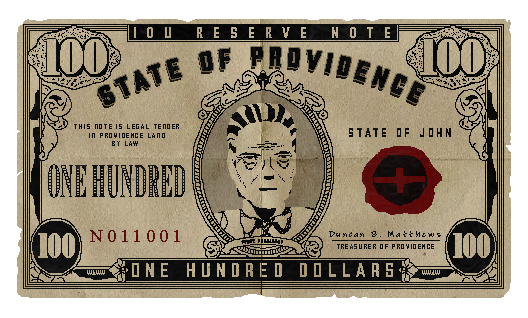 IOU RESERVE NOTE
100
100
STATE OF PROVIDENCE
THIS NOTE IS LEGAL TENDER
IN PROVIDENCE LAND
BY LAW
STATE OF JOHN
ONE HUNDRED
N011001
100
Duncan B. Matthews
TREASURER OF PROVIDENCE
100
ONE HUNDRED DOLLARS